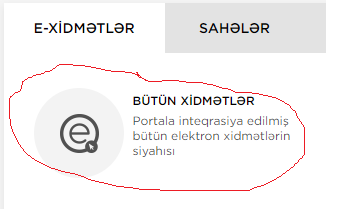 E-XİDMƏTLƏR
SAHƏLƏR
BÜTÜN XİDMƏTLƏR
Portala inteqrasiya edilmiş
bütün elektron xidmətlərin
siyahısı